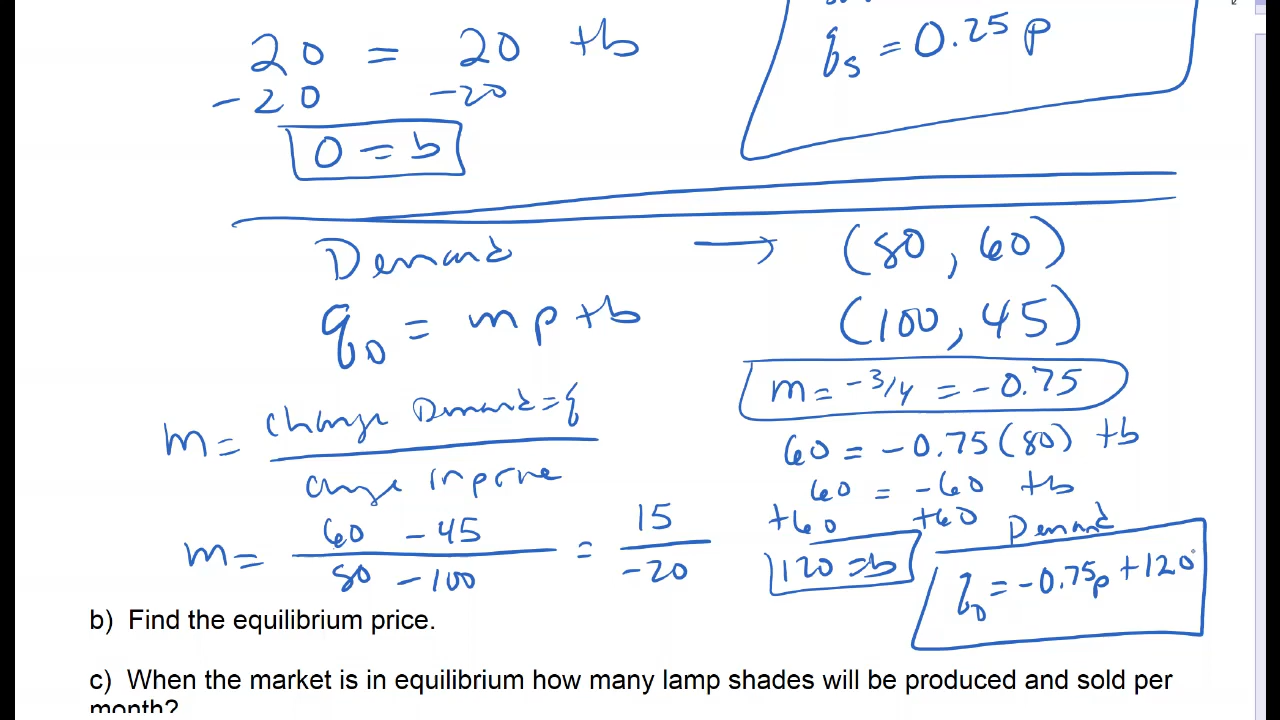 20 = 20 +b
-20 -20
0 = b
q_s = 0.25p
Demand → (80, 60)
q_D = mp +b (100, 45)
m = -3/4 = -0.75
m = change Demand = q
60 = -0.75(80) +b
60 = -60 +b
+60 +60
m = 60 - 45 / 80 - 100 = 15 / -20
120 = b
Demand
q_D = -0.75p + 120
b) Find the equilibrium price.
c) When the market is in equilibrium how many lamp shades will be produced and sold per
month?